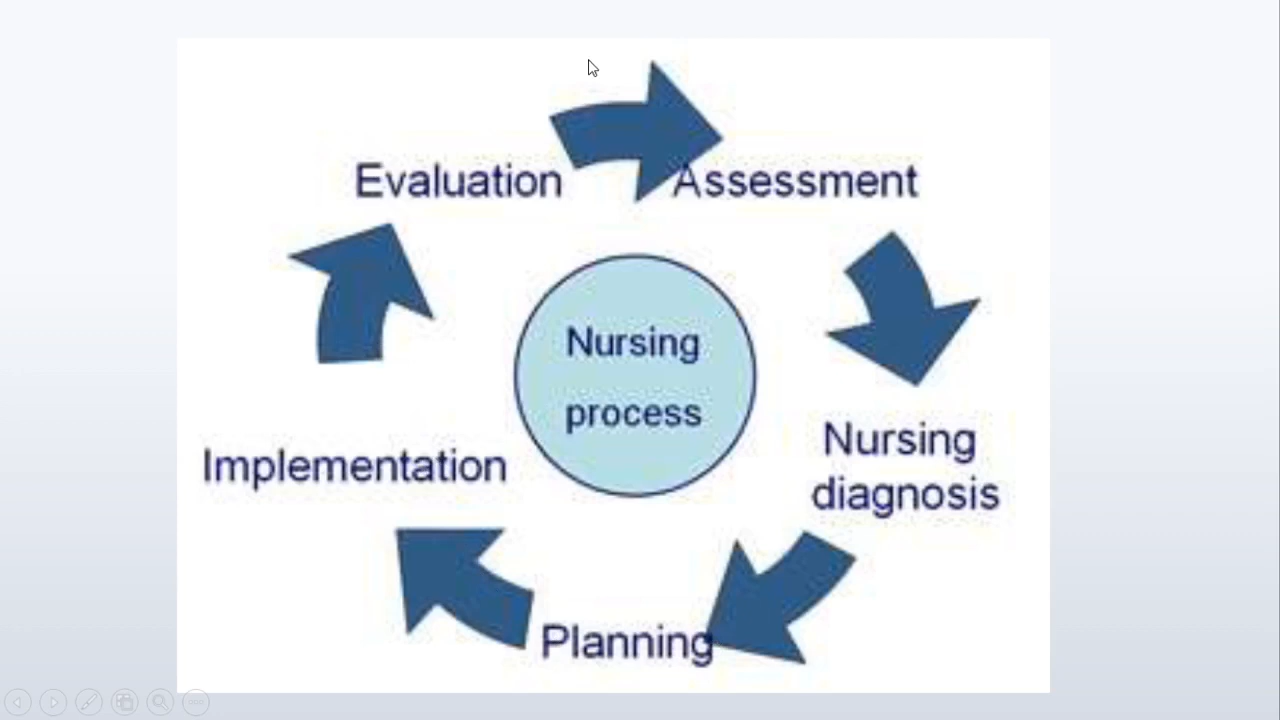 Evaluation
Assessment
Nursing
process
Nursing
diagnosis
Implementation
Planning